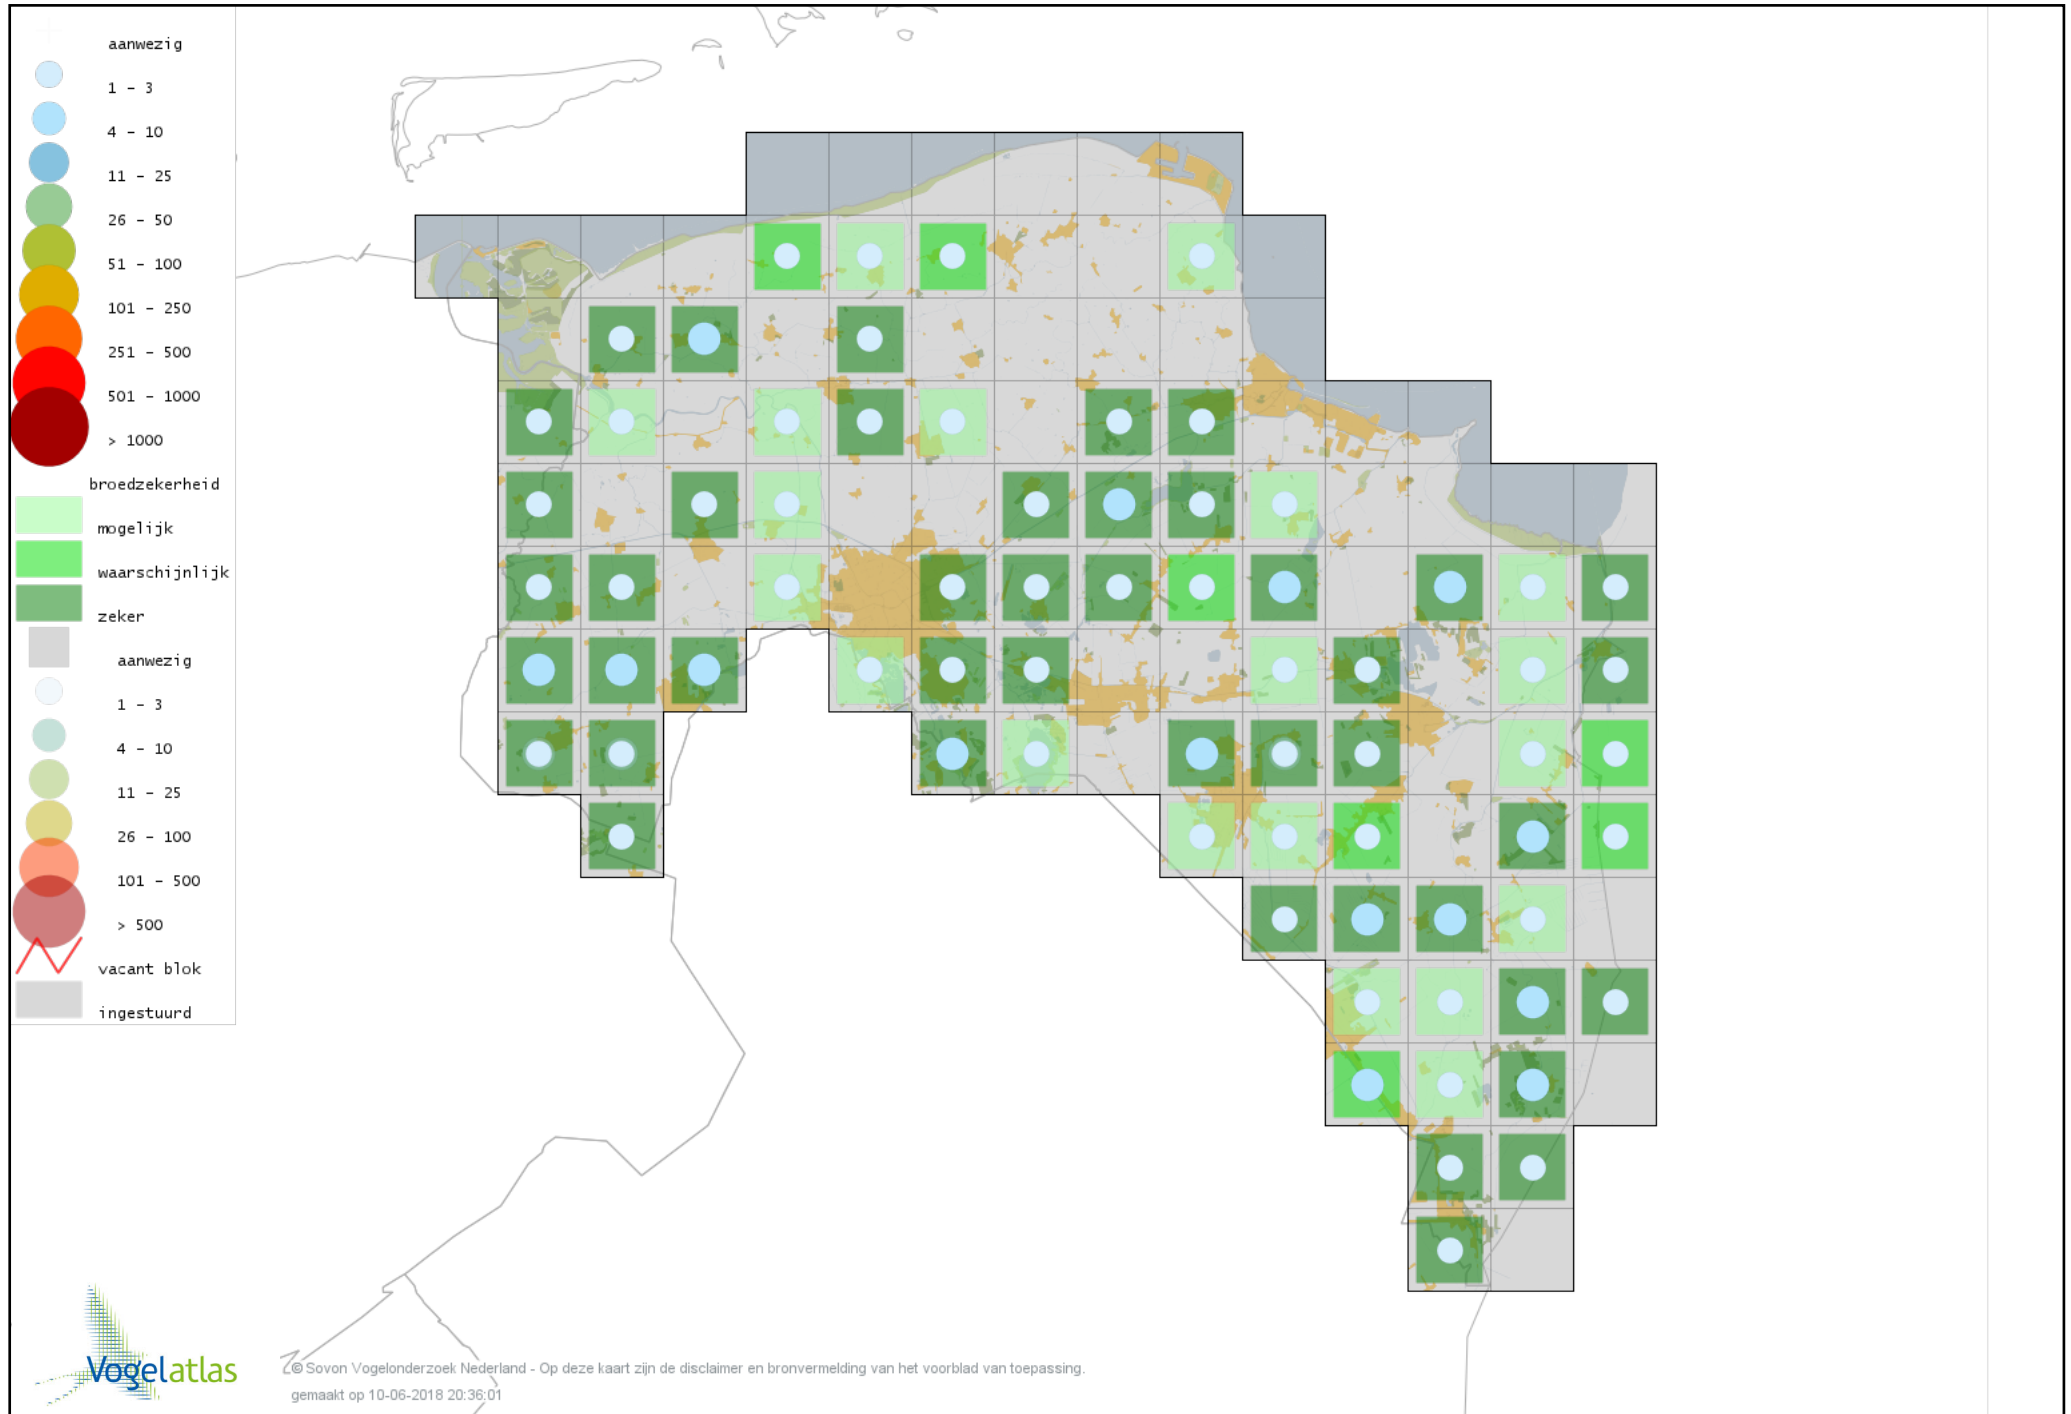 aanwezig
1 - 3
4 - 10
11 - 25
26 - 50
51 - 100
101 - 250
251 - 500
501 - 1000
> 1000
broedzekerheid
mogelijk
waarschijnlijk
zeker
aanwezig
1 - 3
4 - 10
11 - 25
26 - 100
101 - 500
> 500
vacant blok
ingestuurd
Vogelatlas
© Sovon Vogelonderzoek Nederland - Op deze kaart zijn de disclaimer en bronvermelding van het voorblad van toepassing.
gemaakt op 10-06-2018 20:36:01